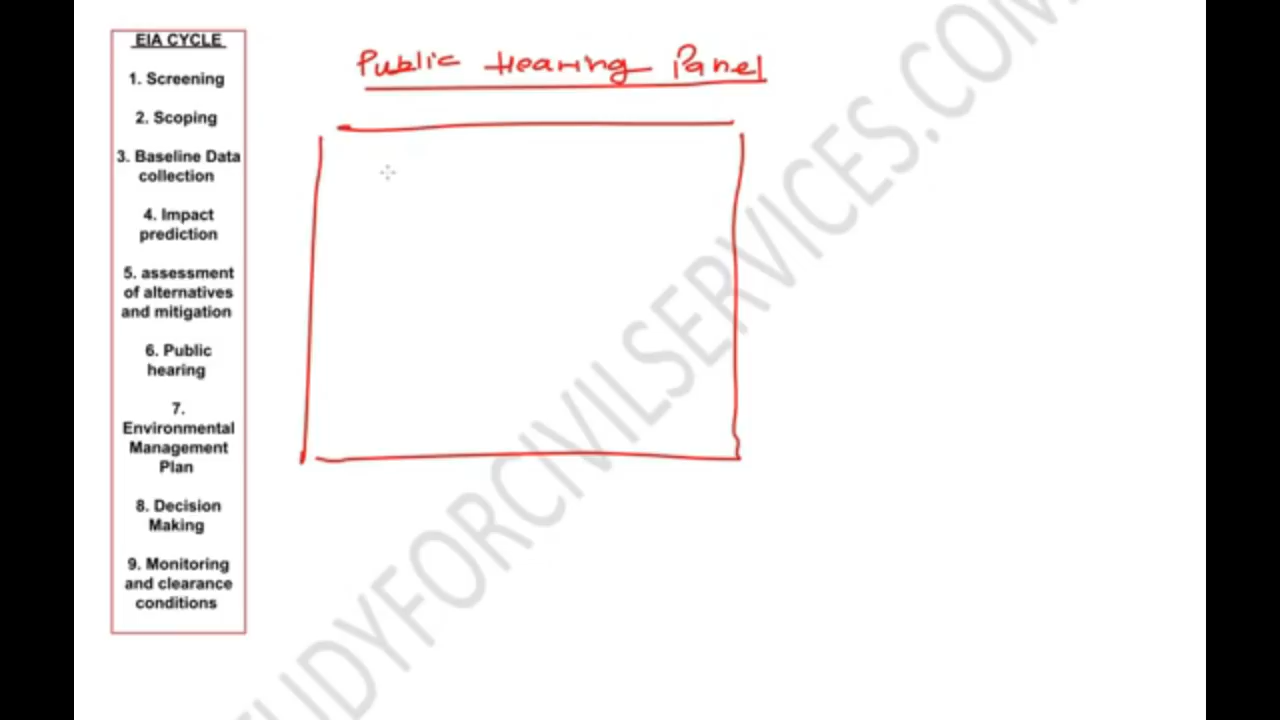 EIA CYCLE
1. Screening
2. Scoping
3. Baseline Data
collection
4. Impact
prediction
5. assessment
of alternatives
and mitigation
6. Public
hearing
7.
Environmental
Management
Plan
8. Decision
Making
9. Monitoring
and clearance
conditions
Public Hearing Panel
TUDYFORCIVILSERVICES.COM